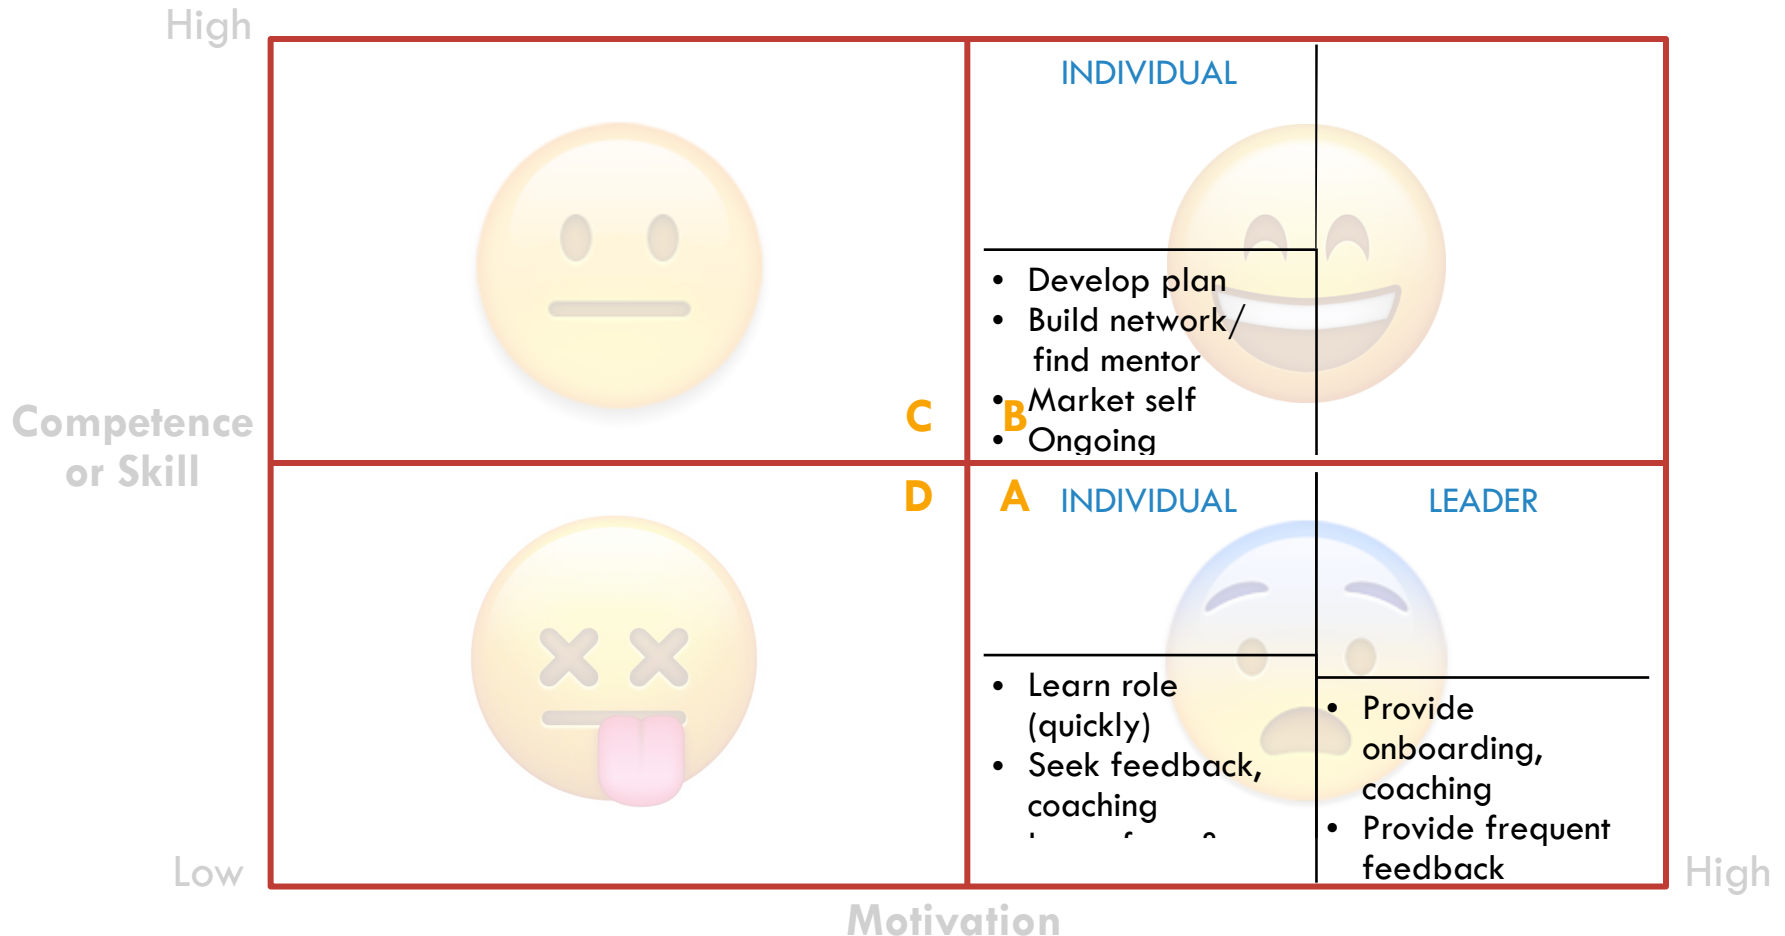 High
INDIVIDUAL
• Develop plan
• Build network/
find mentor
• Market self
• Ongoing
C
B
Competence
or Skill
D
A
INDIVIDUAL
LEADER
• Learn role
(quickly)
• Seek feedback,
coaching
• Provide
onboarding,
coaching
• Provide frequent
feedback
Low
High
Motivation